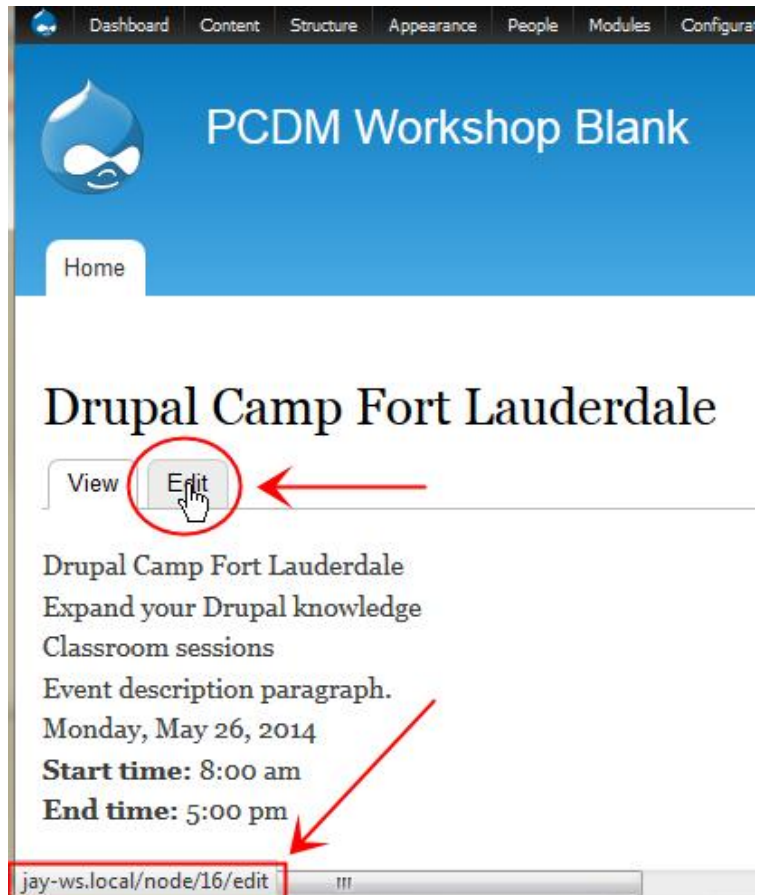 Dashboard Content Structure Appearance People Modules Configura
PCDM Workshop Blank
Home
Drupal Camp Fort Lauderdale
View Edit
Drupal Camp Fort Lauderdale
Expand your Drupal knowledge
Classroom sessions
Event description paragraph.
Monday, May 26, 2014
Start time: 8:00 am
End time: 5:00 pm
jay-ws.local/node/16/edit